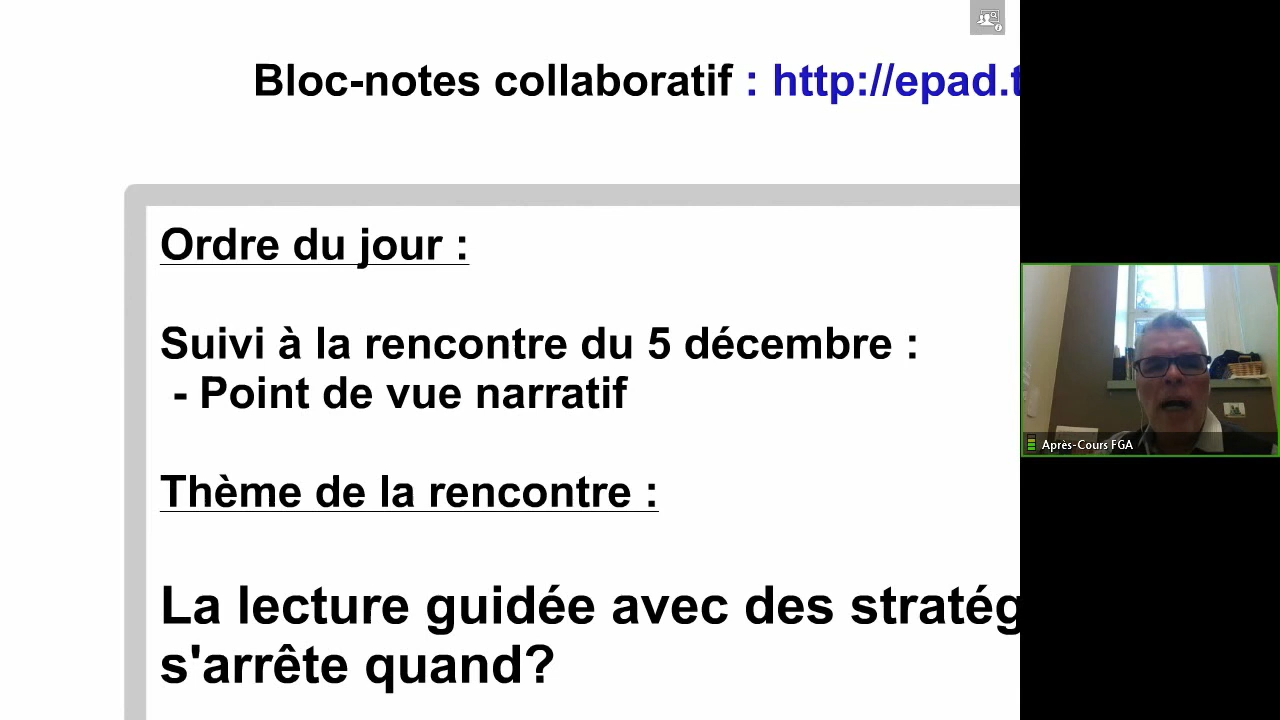 Bloc-notes collaboratif : http://epad.t
Ordre du jour :
Suivi à la rencontre du 5 décembre :
- Point de vue narratif
Thème de la rencontre :
La lecture guidée avec des stratég
s'arrête quand?
Après-Cours FGA